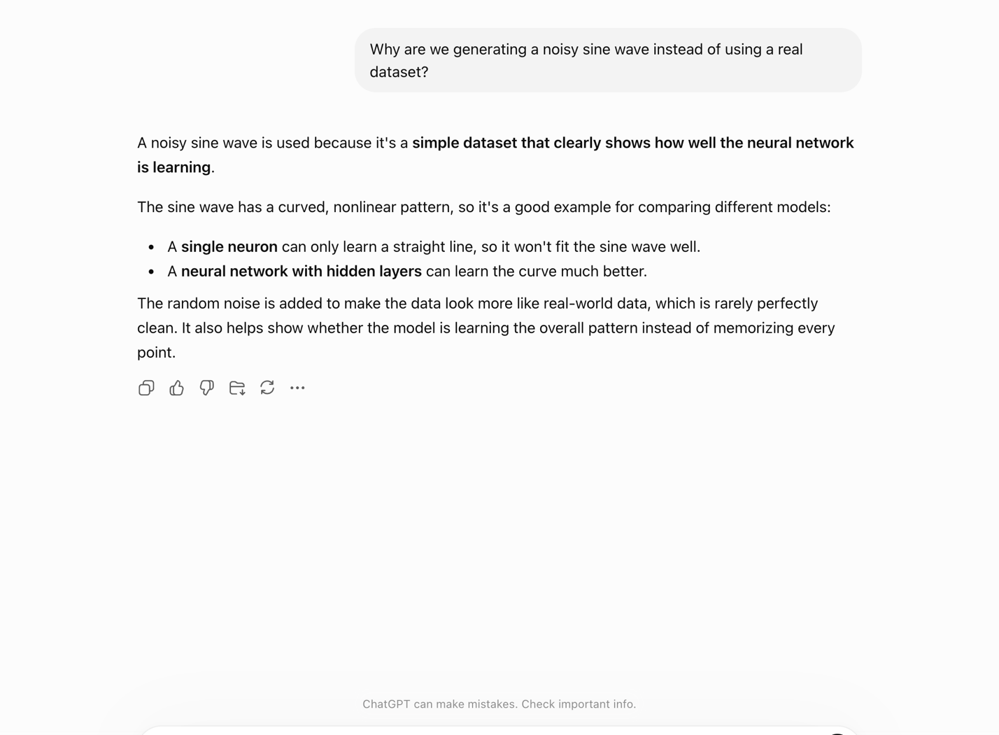 Why are we generating a noisy sine wave instead of using a real
dataset?
A noisy sine wave is used because it's a simple dataset that clearly shows how well the neural network
is learning.
The sine wave has a curved, nonlinear pattern, so it's a good example for comparing different models:
• A single neuron can only learn a straight line, so it won't fit the sine wave well.
• A neural network with hidden layers can learn the curve much better.
The random noise is added to make the data look more like real-world data, which is rarely perfectly
clean. It also helps show whether the model is learning the overall pattern instead of memorizing every
point.
ChatGPT can make mistakes. Check important info.